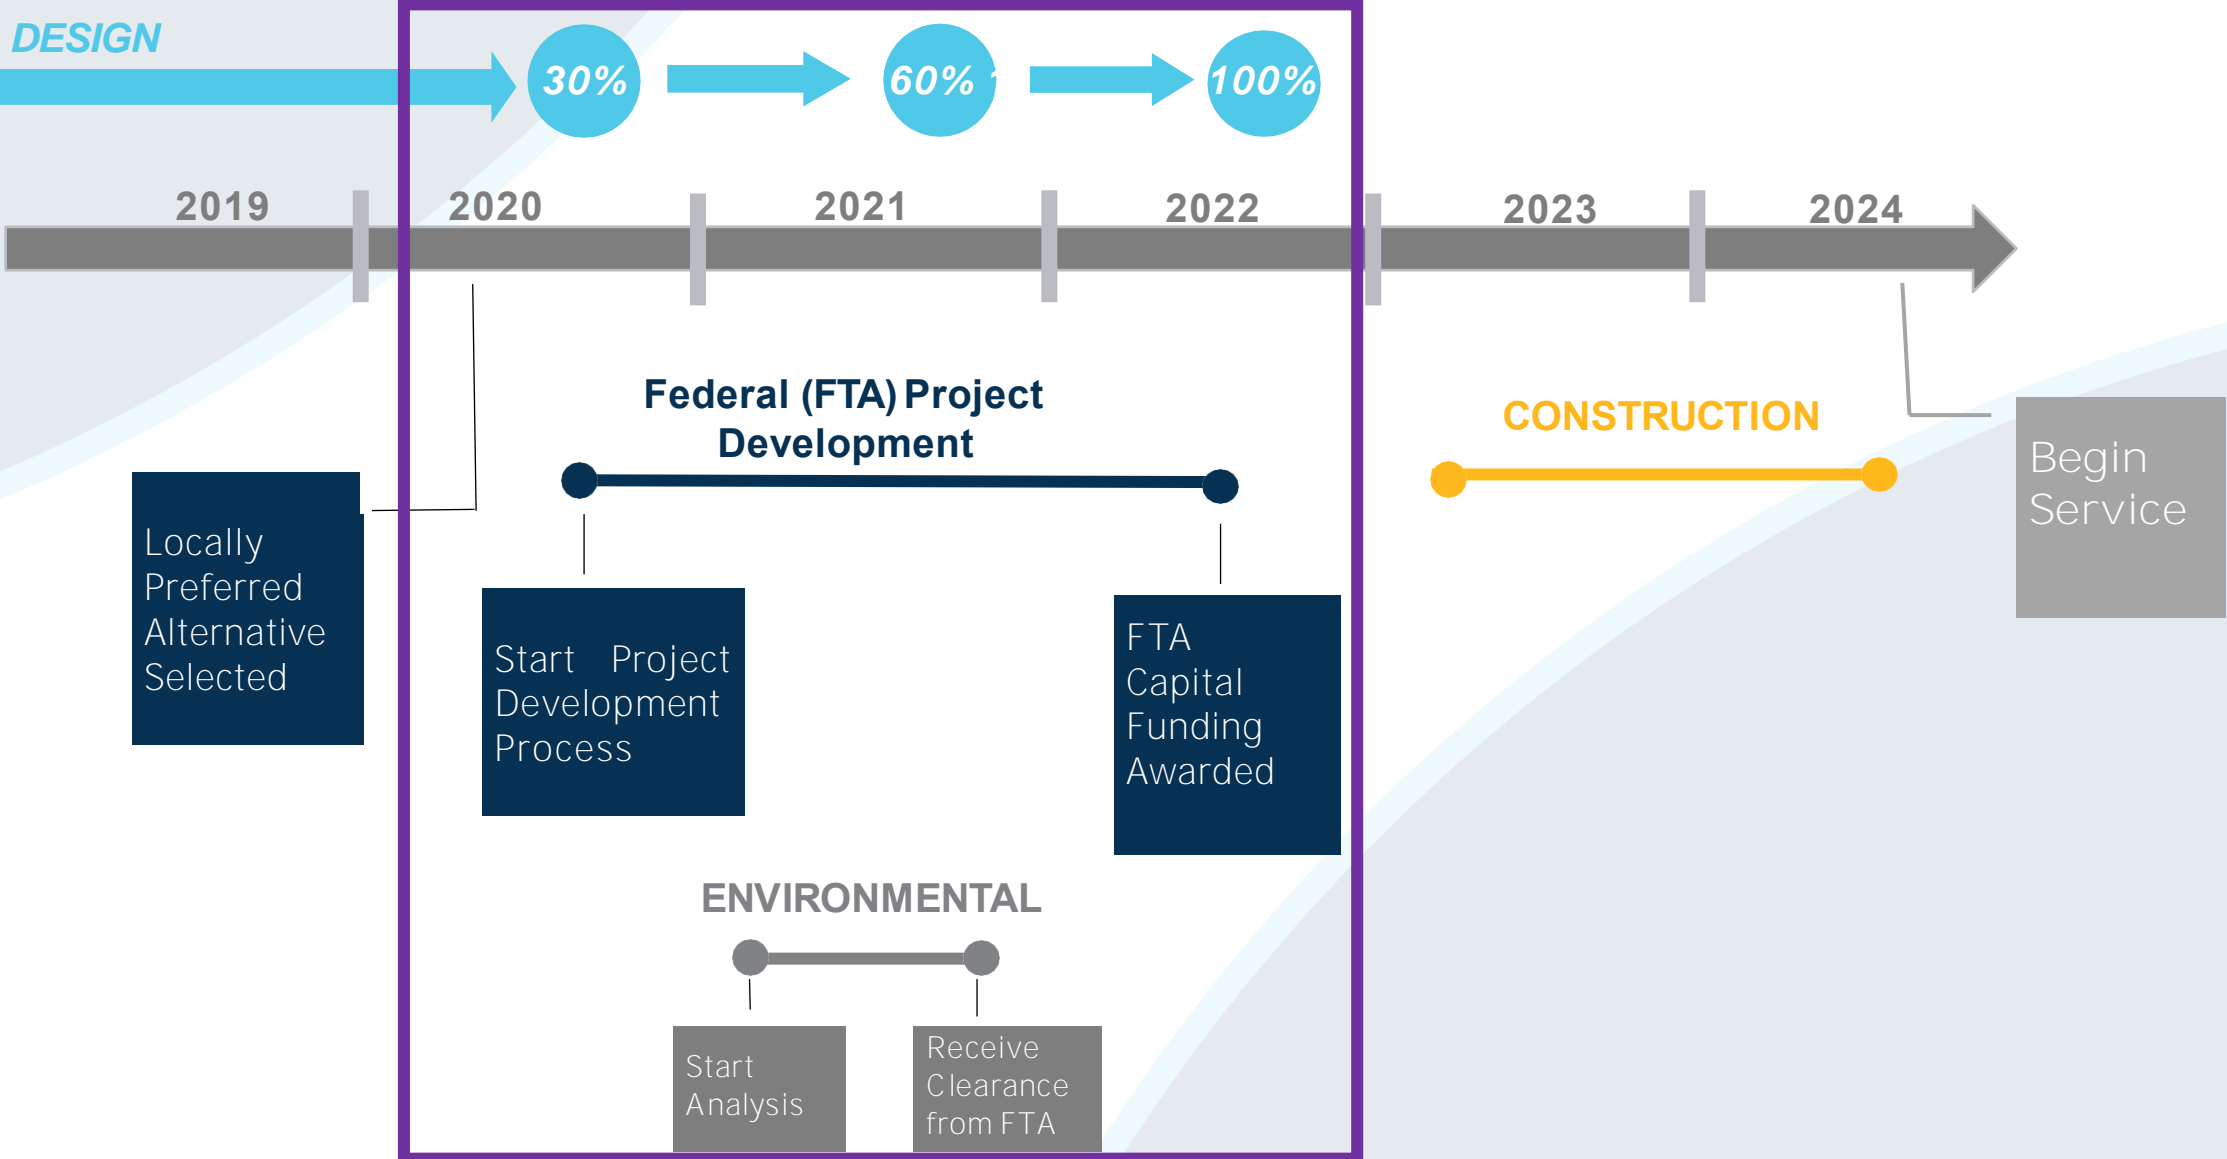 DESIGN
30%
60%
100%
2019
2020
2021
2022
2023
2024
Federal (FTA) Project
Development
CONSTRUCTION
Begin
Service
Locally
Preferred
Alternative
Selected
Start Project
Development
Process
FTA
Capital
Funding
Awarded
ENVIRONMENTAL
Start
Analysis
Receive
Clearance
from FTA